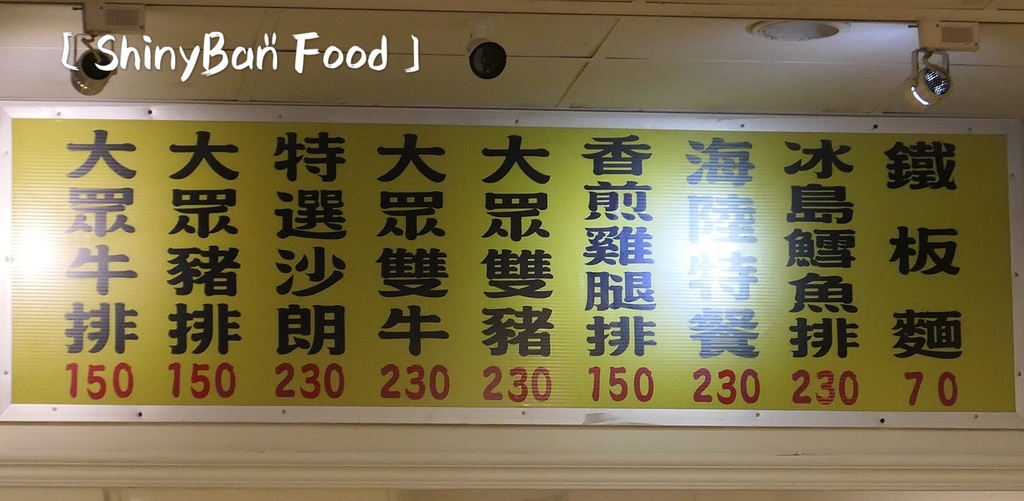 [ ShinyBan Food ]
大眾牛排 150
大眾豬排 150
特選沙朗 230
大眾雙牛 230
大眾雙豬 230
香煎雞腿排 150
海陸特餐 230
冰島鱈魚排 230
鐵板麵 70